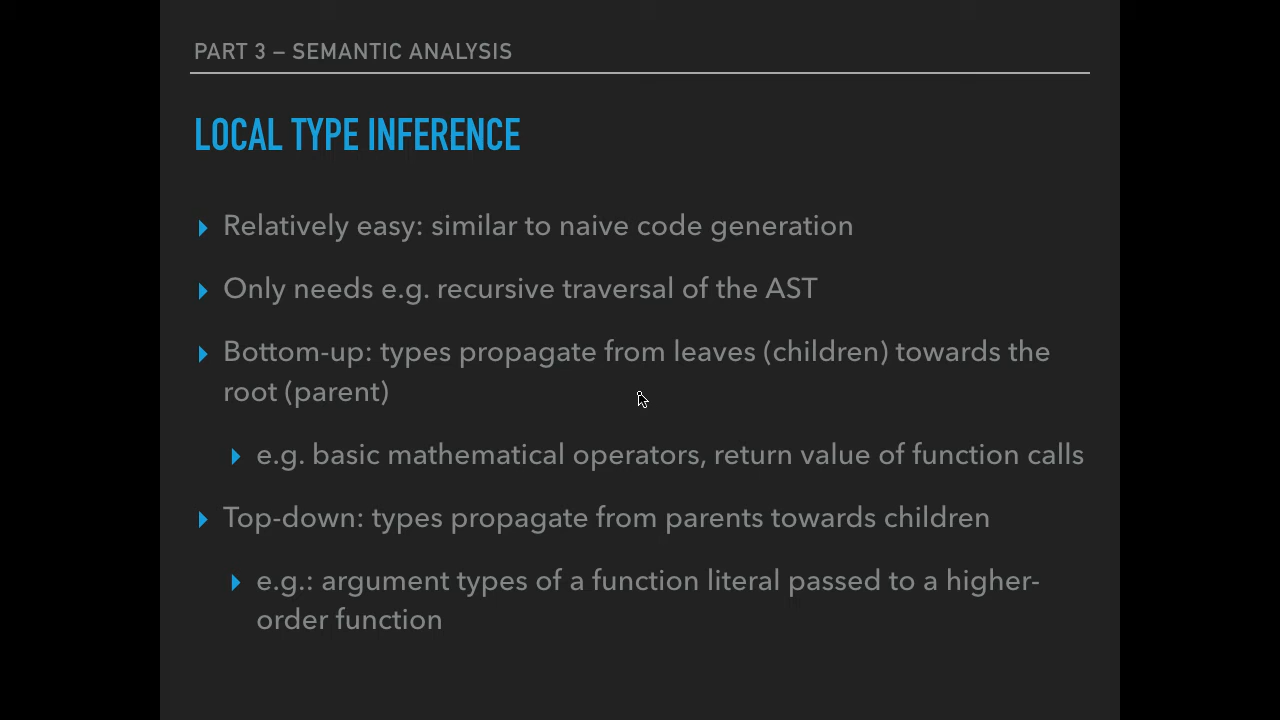 PART 3 – SEMANTIC ANALYSIS
LOCAL TYPE INFERENCE
Relatively easy: similar to naive code generation
Only needs e.g. recursive traversal of the AST
Bottom-up: types propagate from leaves (children) towards the
root (parent)
e.g. basic mathematical operators, return value of function calls
Top-down: types propagate from parents towards children
e.g.: argument types of a function literal passed to a higher-
order function